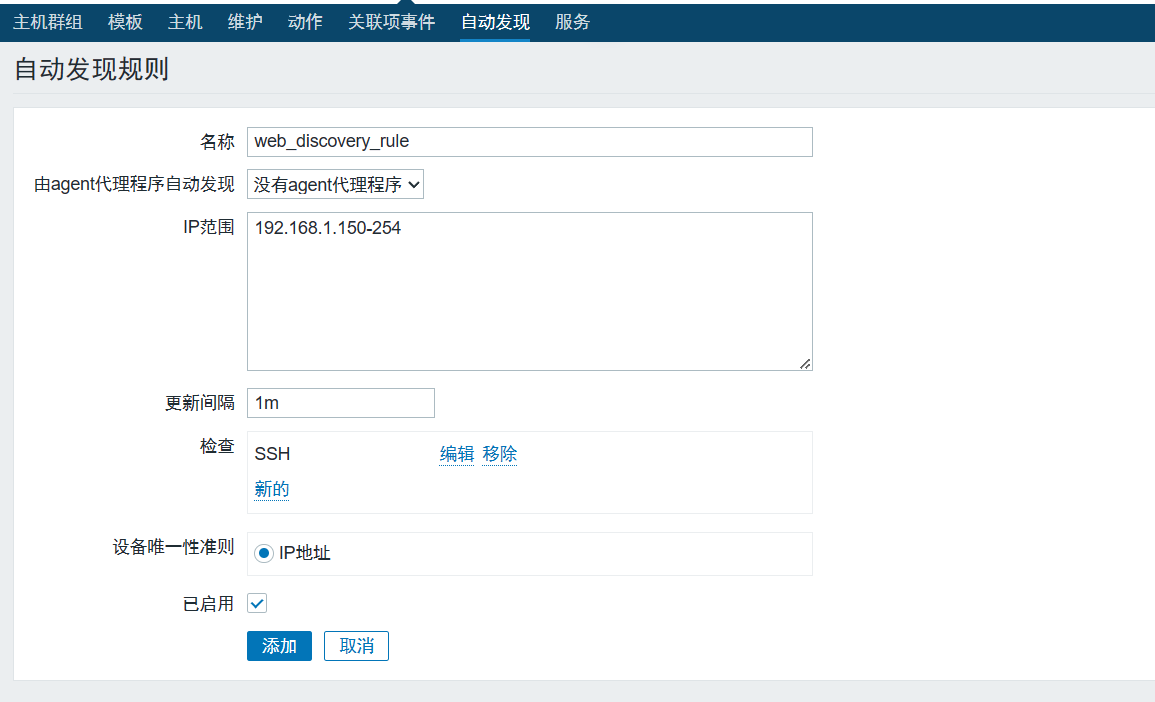 主机群组 模板 主机 维护 动作 关联项事件 自动发现 服务
自动发现规则
名称 web_discovery_rule
由agent代理程序自动发现 没有agent代理程序
IP范围 192.168.1.150-254
更新间隔 1m
检查 SSH 编辑 移除
新的
设备唯一性准则 IP地址
已启用
添加 取消